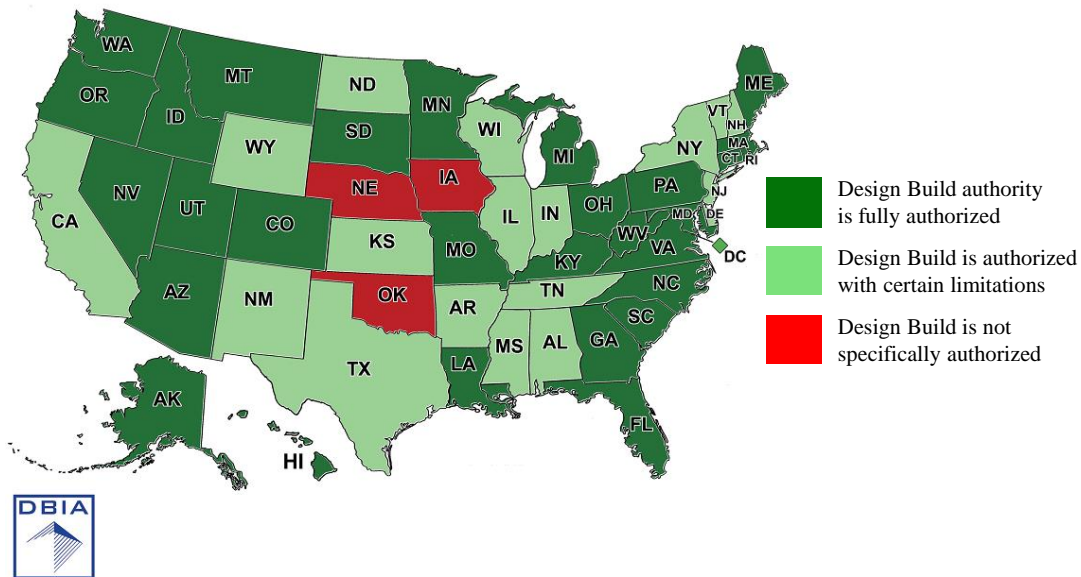 WA
OR
ID
MT
ND
MN
SD
WY
WI
MI
NE
IA
NV
UT
CO
CA
KS
MO
IL
IN
OH
PA
NY
VT
NH
ME
MA
CT
RI
NJ
DE
MD
DC
WV
VA
KY
NC
TN
SC
AZ
NM
OK
AR
TX
LA
MS
AL
GA
FL
AK
HI
Design Build authority
is fully authorized
Design Build is authorized
with certain limitations
Design Build is not
specifically authorized
DBIA